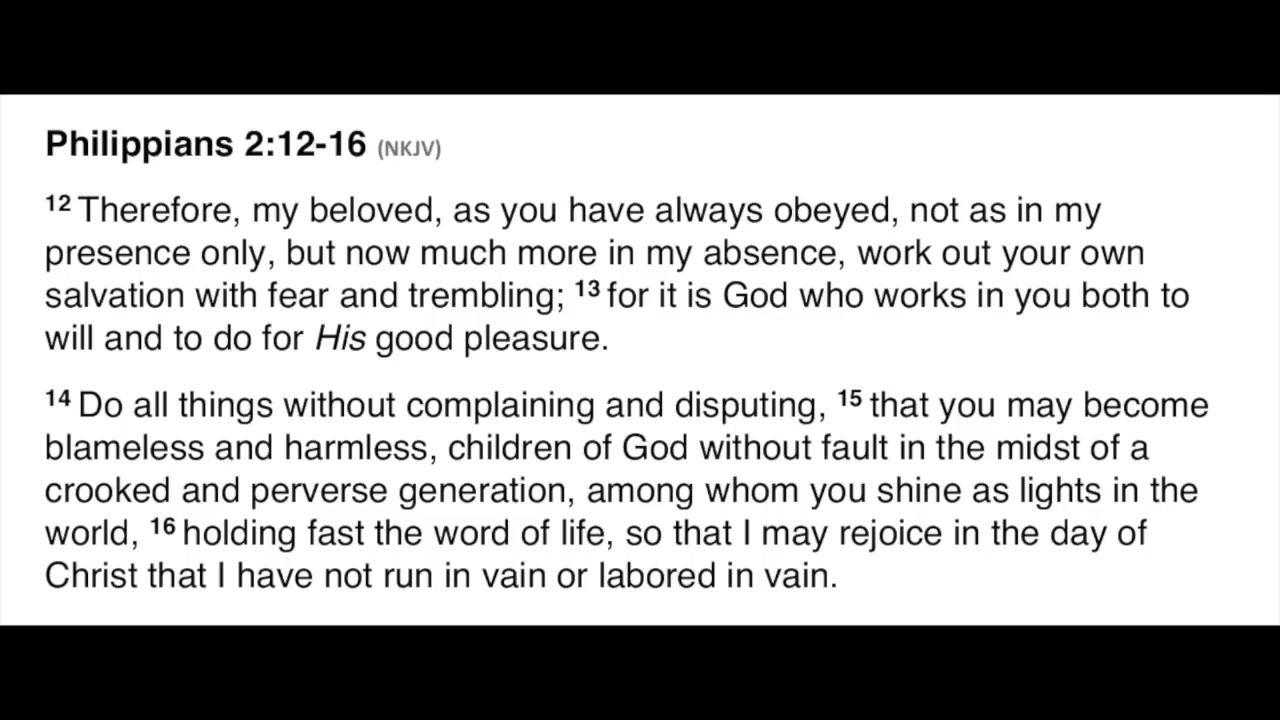 Philippians 2:12-16 (NKJV)
12 Therefore, my beloved, as you have always obeyed, not as in my
presence only, but now much more in my absence, work out your own
salvation with fear and trembling; 13 for it is God who works in you both to
will and to do for His good pleasure.
14 Do all things without complaining and disputing, 15 that you may become
blameless and harmless, children of God without fault in the midst of a
crooked and perverse generation, among whom you shine as lights in the
world, 16 holding fast the word of life, so that I may rejoice in the day of
Christ that I have not run in vain or labored in vain.